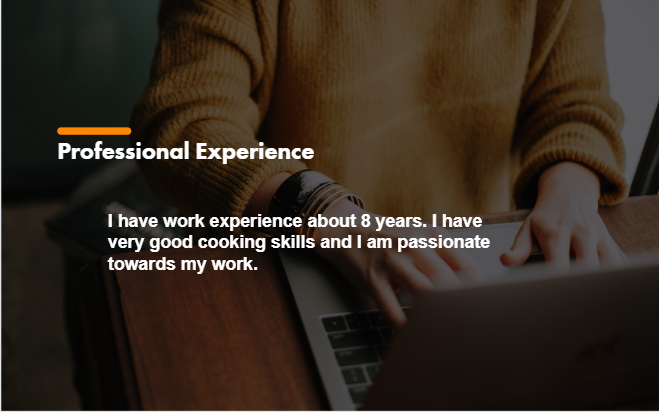 Professional Experience
I have work experience about 8 years. I have
very good cooking skills and I am passionate
towards my work.